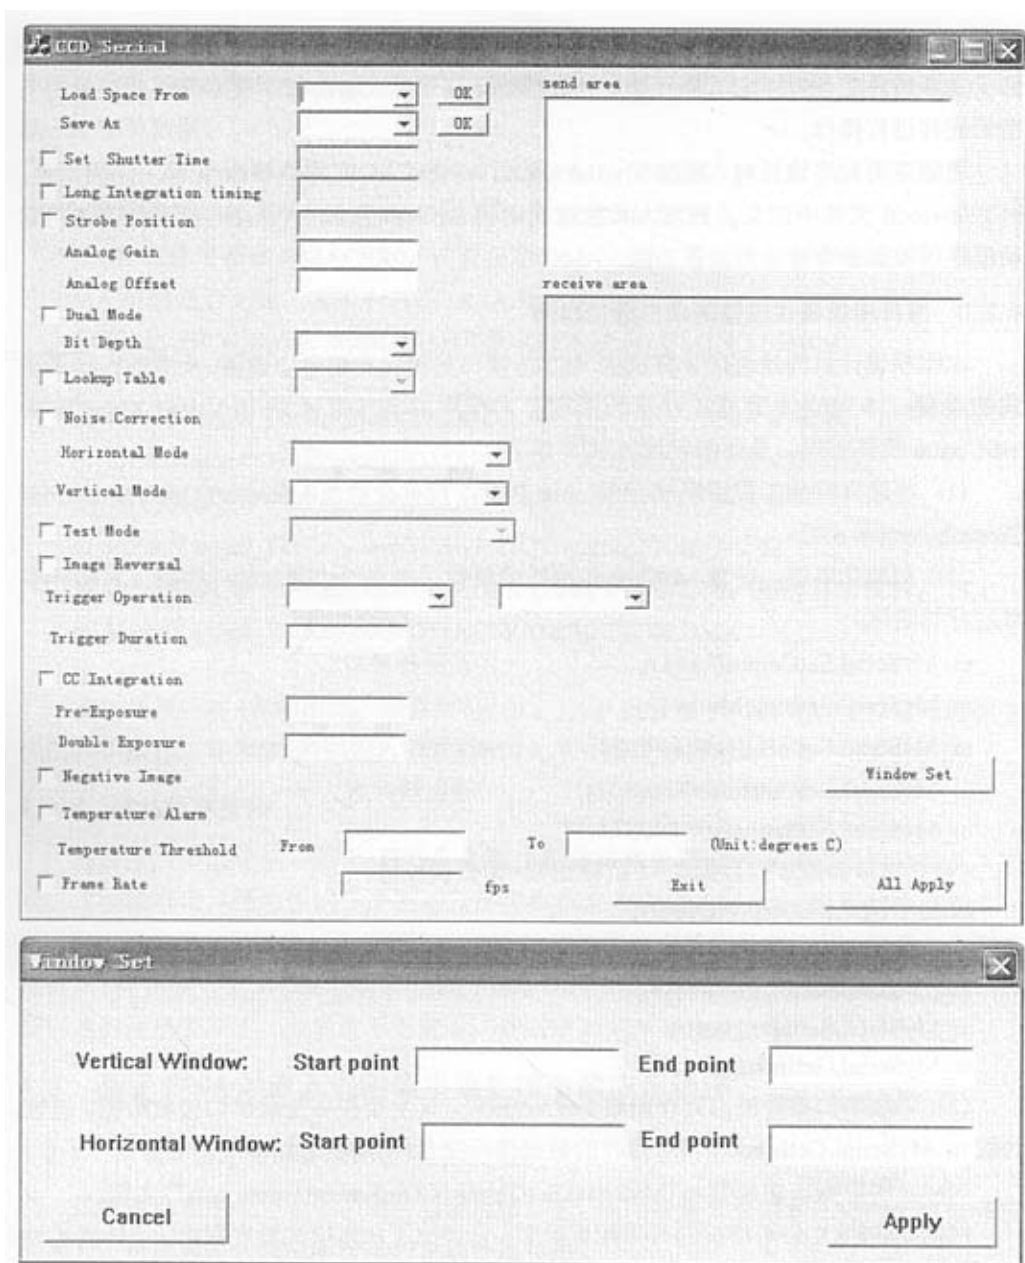 CCD Serial
Load Space From OK send area
Save As OK
Set Shutter Time
Long Integration timing
Strobe Position
Analog Gain
Analog Offset receive area
Dual Mode
Bit Depth
Lookup Table
Noise Correction
Horizontal Mode
Vertical Mode
Test Mode
Image Reversal
Trigger Operation
Trigger Duration
CC Integration
Pre-Exposure
Double Exposure
Negative Image Window Set
Temperature Alarm
Temperature Threshold From To (Unit:degrees C)
Frame Rate fps Exit All Apply
Window Set
Vertical Window: Start point End point
Horizontal Window: Start point End point
Cancel Apply